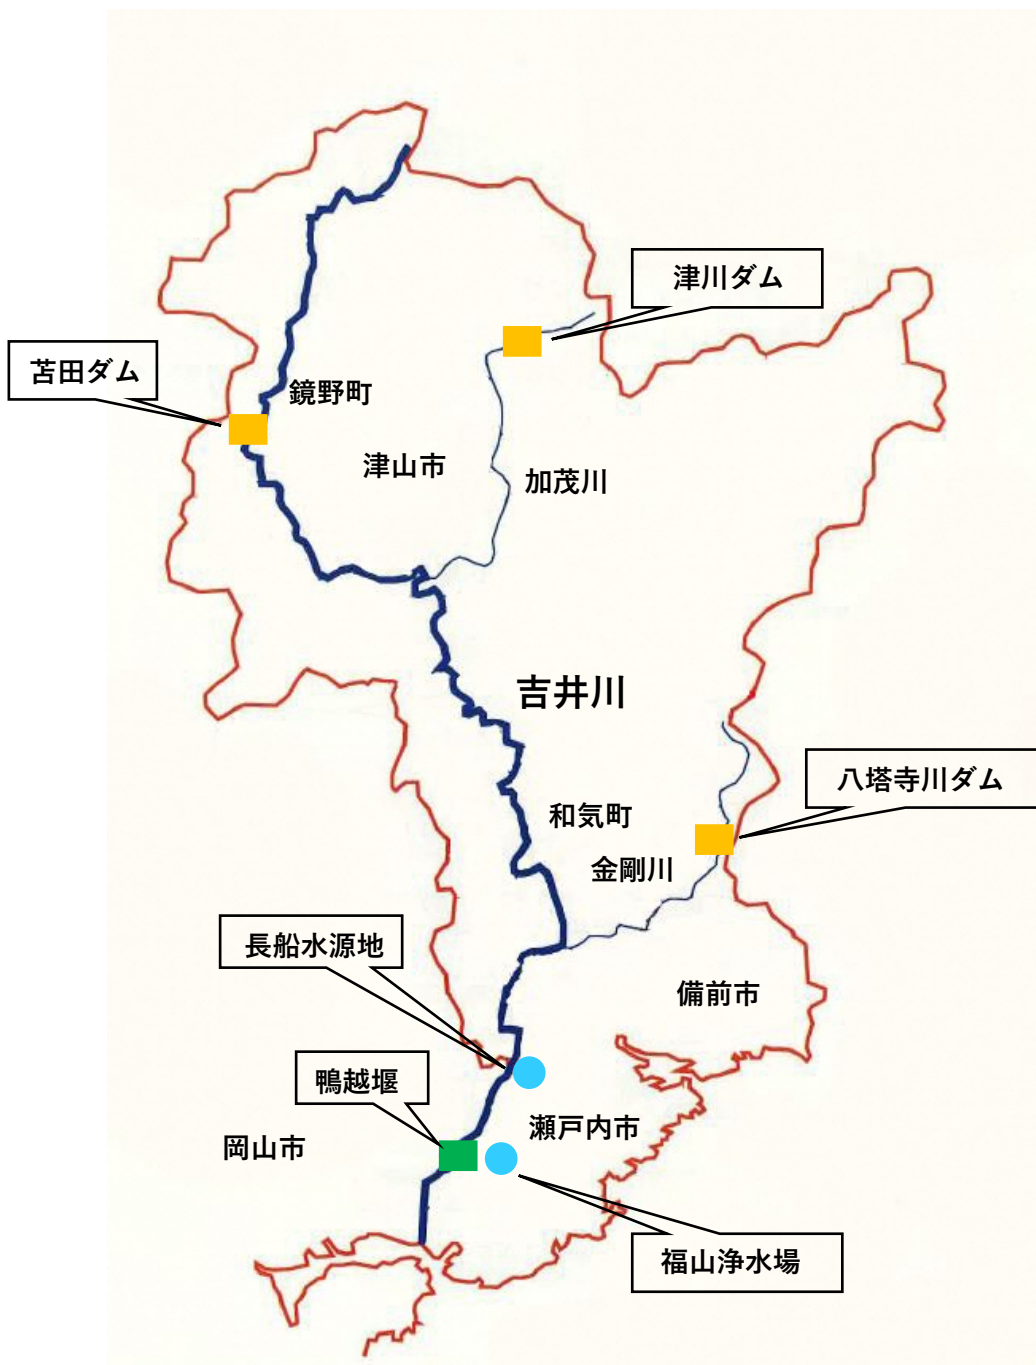 津川ダム
苫田ダム
鏡野町
津山市
加茂川
吉井川
八塔寺川ダム
和気町
金剛川
長船水源地
備前市
鴨越堰
瀬戸内市
岡山市
福山浄水場